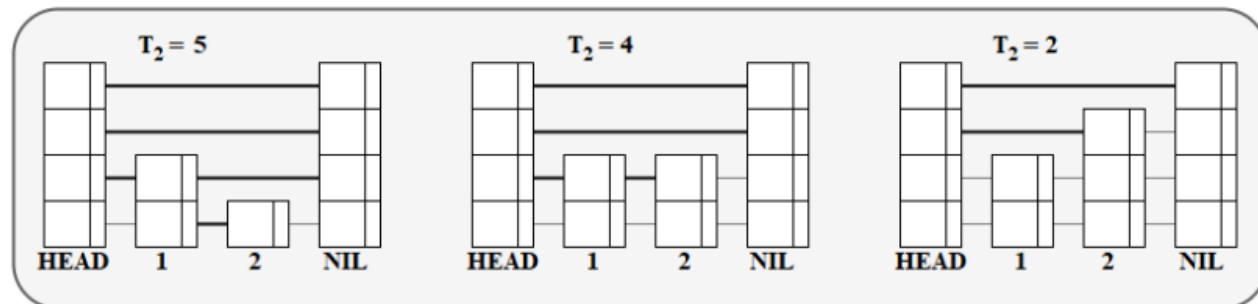 T₂ = 5 T₂ = 4 T₂ = 2
HEAD 1 2 NIL HEAD 1 2 NIL HEAD 1 2 NIL